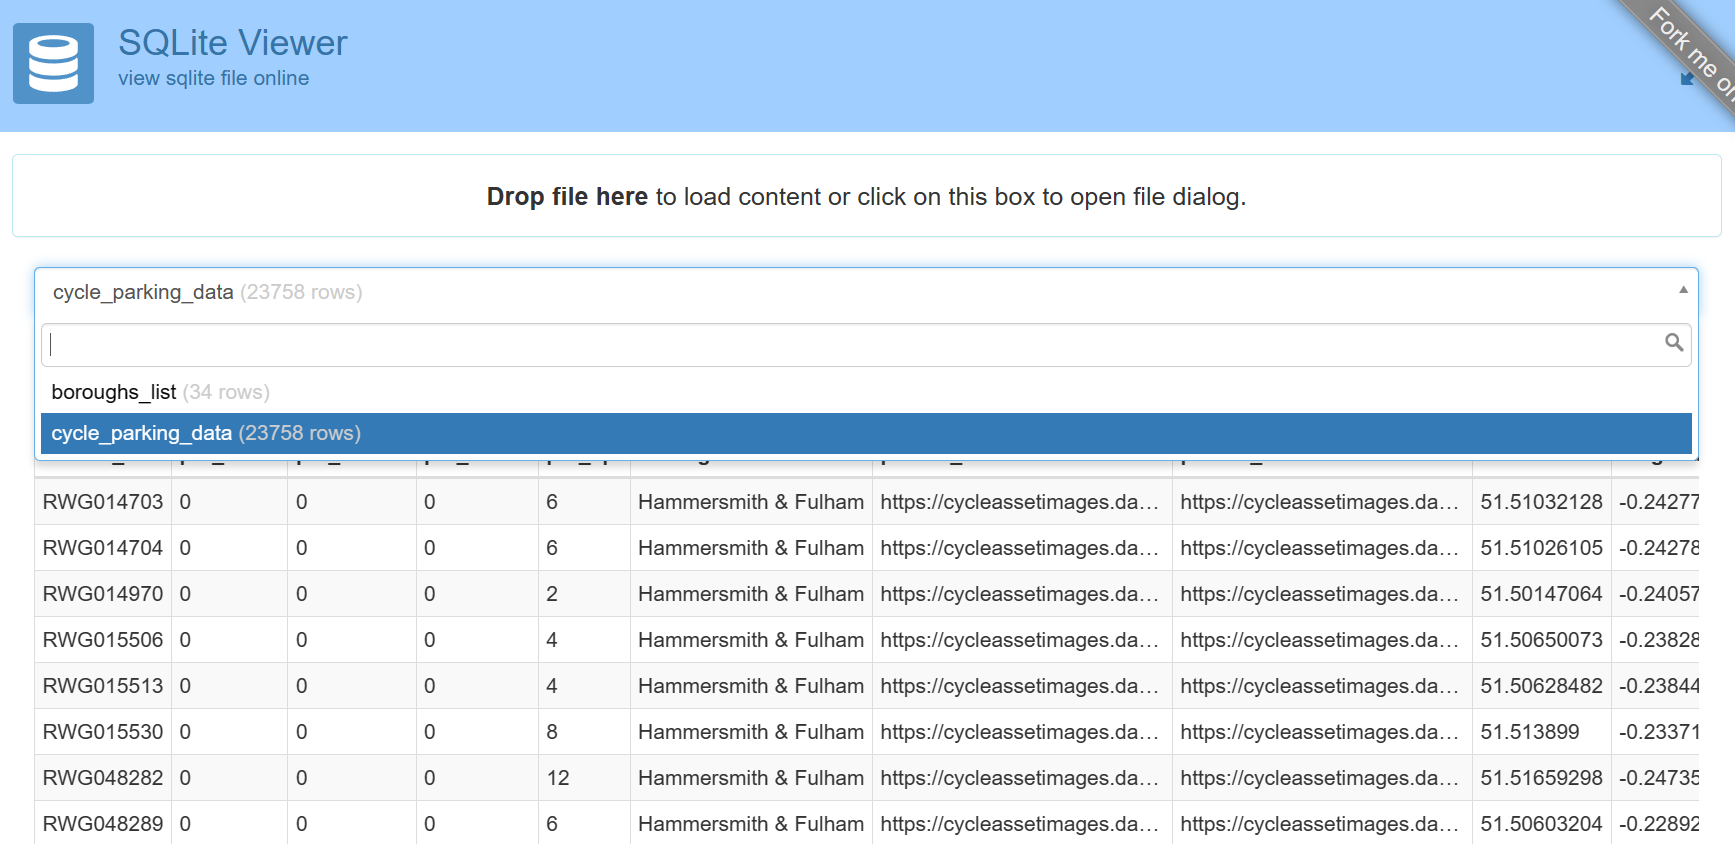 SQLite Viewer
view sqlite file online
Fork me on
Drop file here to load content or click on this box to open file dialog.
cycle_parking_data (23758 rows)
boroughs_list (34 rows)
cycle_parking_data (23758 rows)
RWG014703 0 0 0 6 Hammersmith & Fulham https://cycleassetimages.da… https://cycleassetimages.da… 51.51032128 -0.24277
RWG014704 0 0 0 6 Hammersmith & Fulham https://cycleassetimages.da… https://cycleassetimages.da… 51.51026105 -0.24278
RWG014970 0 0 0 2 Hammersmith & Fulham https://cycleassetimages.da… https://cycleassetimages.da… 51.50147064 -0.24057
RWG015506 0 0 0 4 Hammersmith & Fulham https://cycleassetimages.da… https://cycleassetimages.da… 51.50650073 -0.23828
RWG015513 0 0 0 4 Hammersmith & Fulham https://cycleassetimages.da… https://cycleassetimages.da… 51.50628482 -0.23844
RWG015530 0 0 0 8 Hammersmith & Fulham https://cycleassetimages.da… https://cycleassetimages.da… 51.513899 -0.23371
RWG048282 0 0 0 12 Hammersmith & Fulham https://cycleassetimages.da… https://cycleassetimages.da… 51.51659298 -0.24735
RWG048289 0 0 0 6 Hammersmith & Fulham https://cycleassetimages.da… https://cycleassetimages.da… 51.50603204 -0.22892